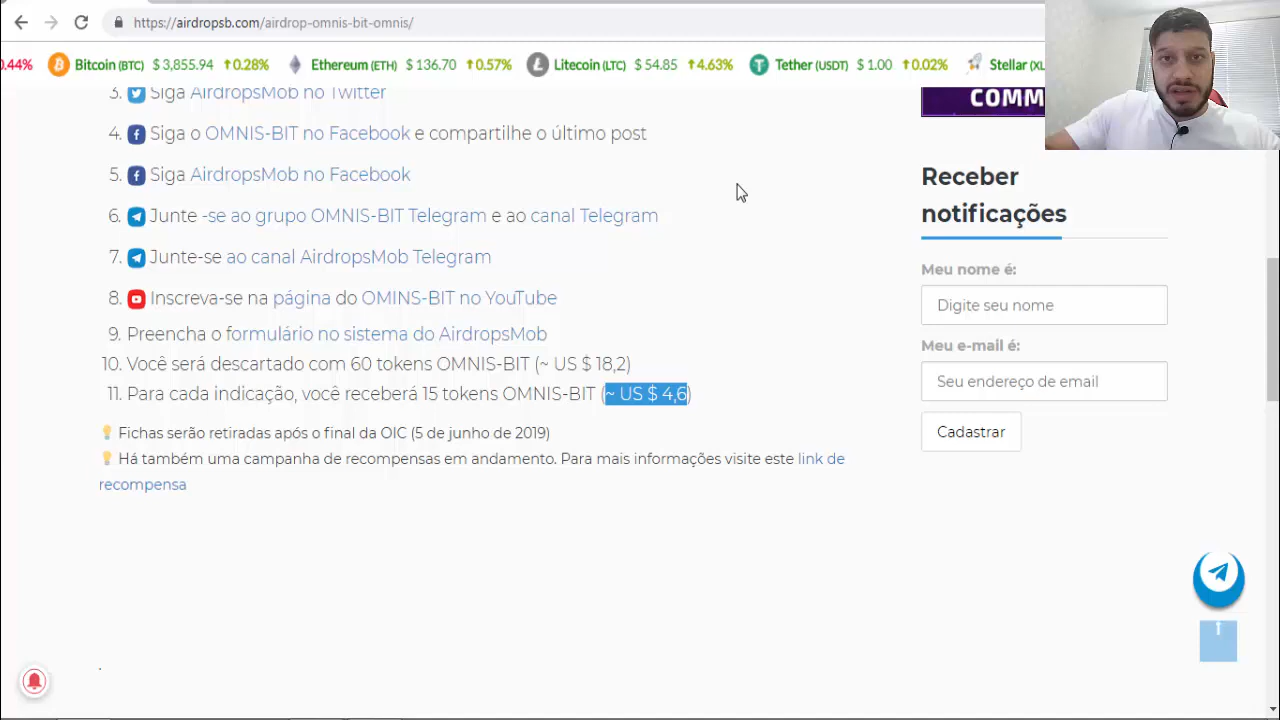 https://airdropsb.com/airdrop-omnis-bit-omnis/
0.44% Bitcoin (BTC) $ 3,855.94 0.28% Ethereum (ETH) $ 136.70 0.57% Litecoin (LTC) $ 54.85 4.63% Tether (USDT) $ 1.00 0.02% Stellar (XL
3. Siga AirdropsMob no Twitter
COMM
4. Siga o OMNIS-BIT no Facebook e compartilhe o último post
5. Siga AirdropsMob no Facebook
6. Junte -se ao grupo OMNIS-BIT Telegram e ao canal Telegram
7. Junte-se ao canal AirdropsMob Telegram
8. Inscreva-se na página do OMINS-BIT no YouTube
9. Preencha o formulário no sistema do AirdropsMob
10. Você será descartado com 60 tokens OMNIS-BIT (~ US $ 18,2)
11. Para cada indicação, você receberá 15 tokens OMNIS-BIT (~ US $ 4,6)
Fichas serão retiradas após o final da OIC (5 de junho de 2019)
Há também uma campanha de recompensas em andamento. Para mais informações visite este link de
recompensa
Receber
notificações
Meu nome é:
Digite seu nome
Meu e-mail é:
Seu endereço de email
Cadastrar
.